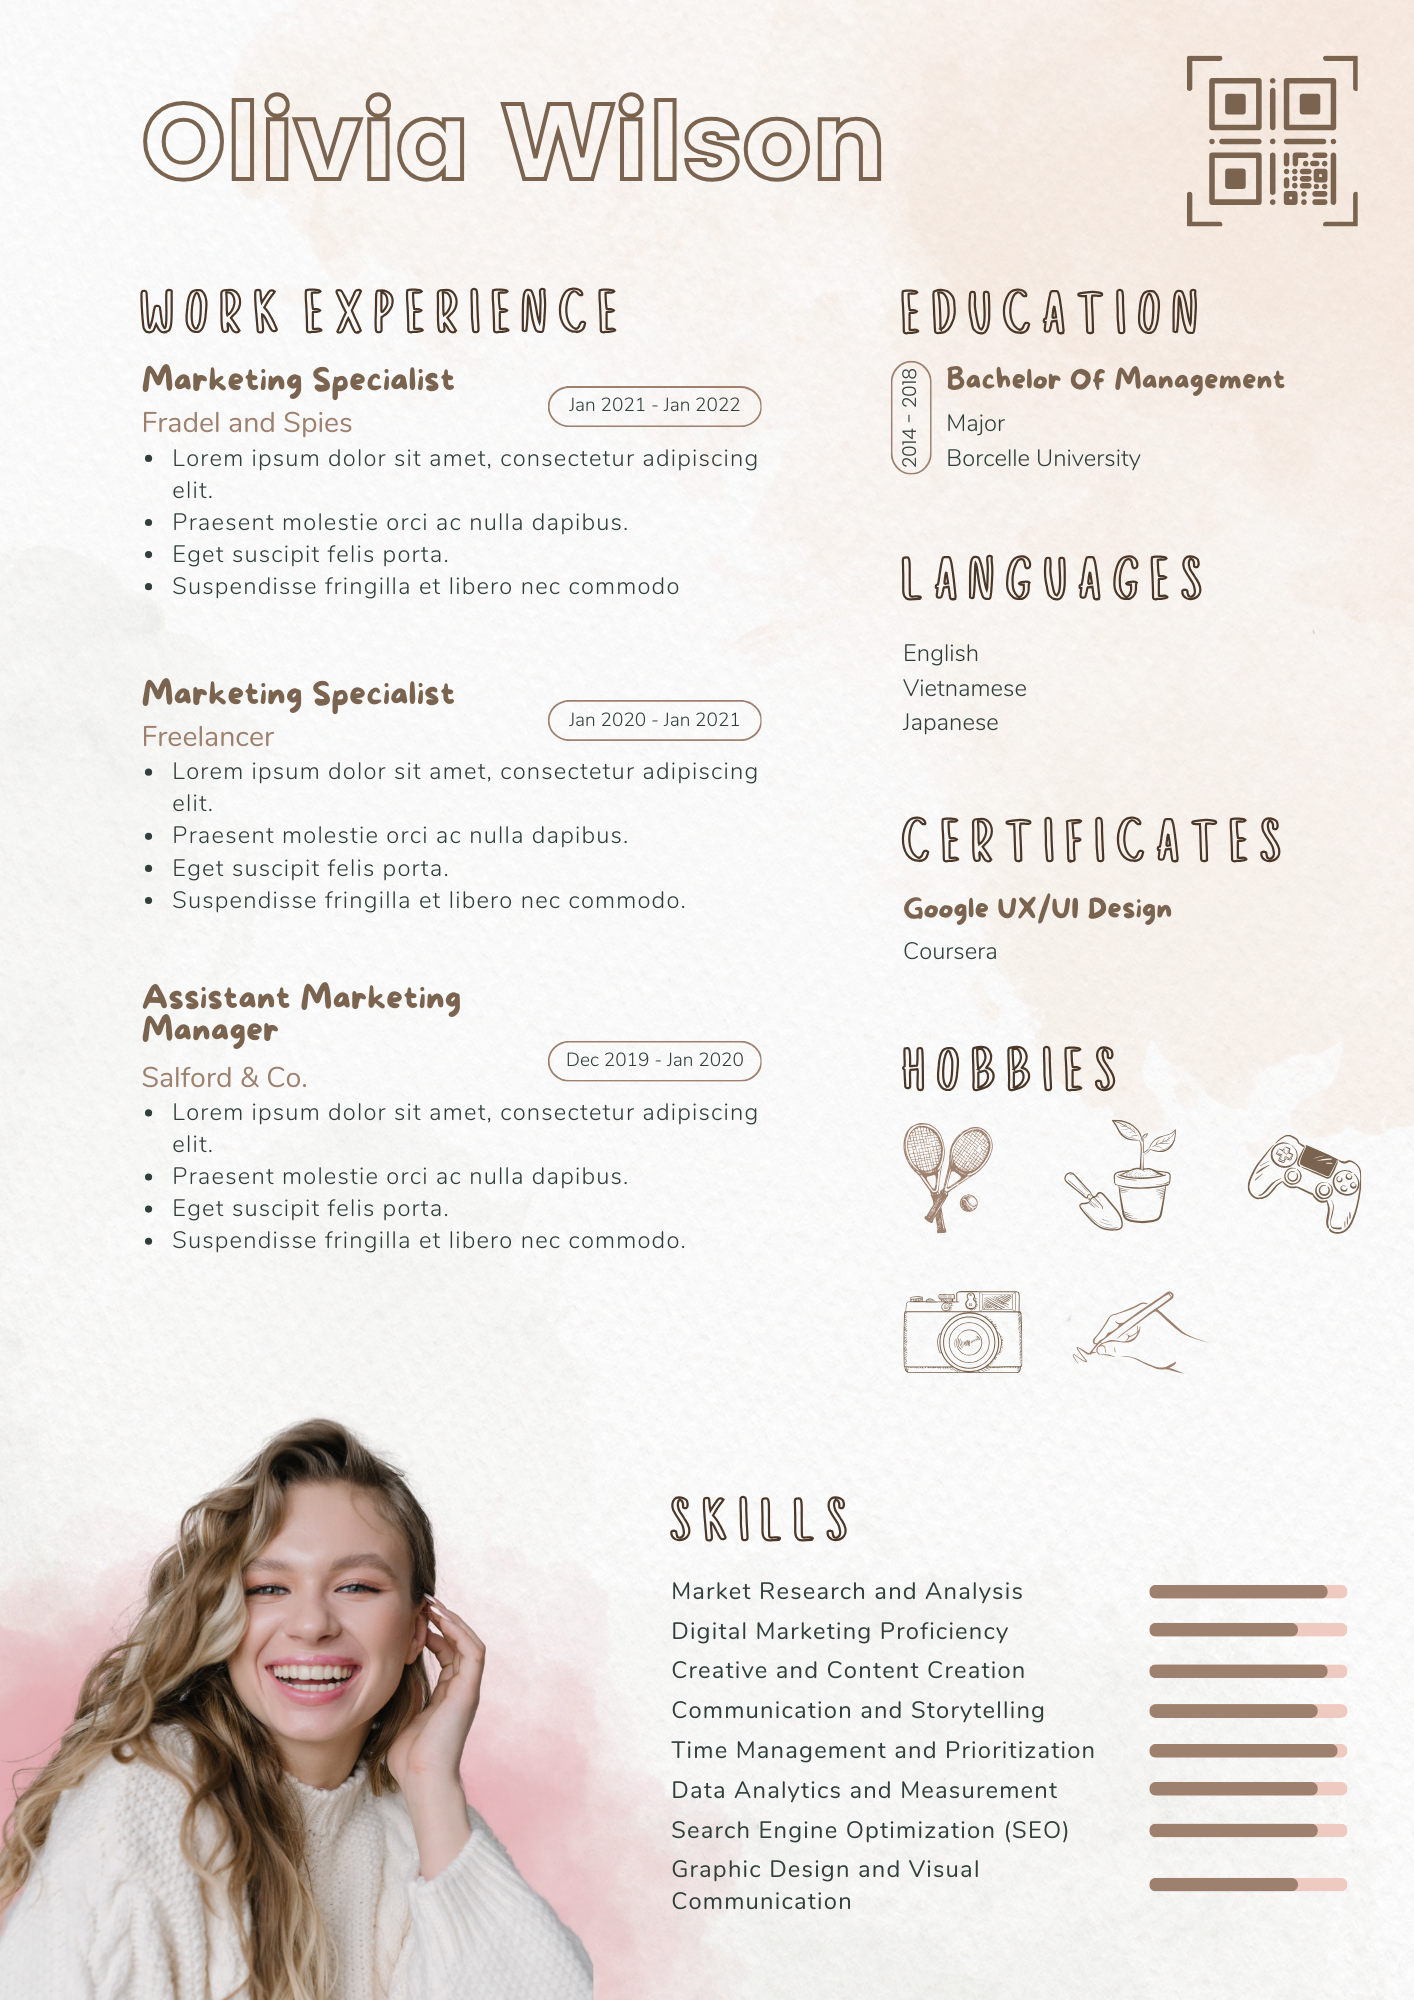 Olivia Wilson
WORK EXPERIENCE
Marketing Specialist
Fradel and Spies
Jan 2021 - Jan 2022
• Lorem ipsum dolor sit amet, consectetur adipiscing
elit.
• Praesent molestie orci ac nulla dapibus.
• Eget suscipit felis porta.
• Suspendisse fringilla et libero nec commodo
Marketing Specialist
Freelancer
Jan 2020 - Jan 2021
• Lorem ipsum dolor sit amet, consectetur adipiscing
elit.
• Praesent molestie orci ac nulla dapibus.
• Eget suscipit felis porta.
• Suspendisse fringilla et libero nec commodo.
Assistant Marketing
Manager
Salford & Co.
Dec 2019 - Jan 2020
• Lorem ipsum dolor sit amet, consectetur adipiscing
elit.
• Praesent molestie orci ac nulla dapibus.
• Eget suscipit felis porta.
• Suspendisse fringilla et libero nec commodo.
EDUCATION
2014 - 2018
Bachelor Of Management
Major
Borcelle University
LANGUAGES
English
Vietnamese
Japanese
CERTIFICATES
Google UX/UI Design
Coursera
HOBBIES
SKILLS
Market Research and Analysis
Digital Marketing Proficiency
Creative and Content Creation
Communication and Storytelling
Time Management and Prioritization
Data Analytics and Measurement
Search Engine Optimization (SEO)
Graphic Design and Visual
Communication